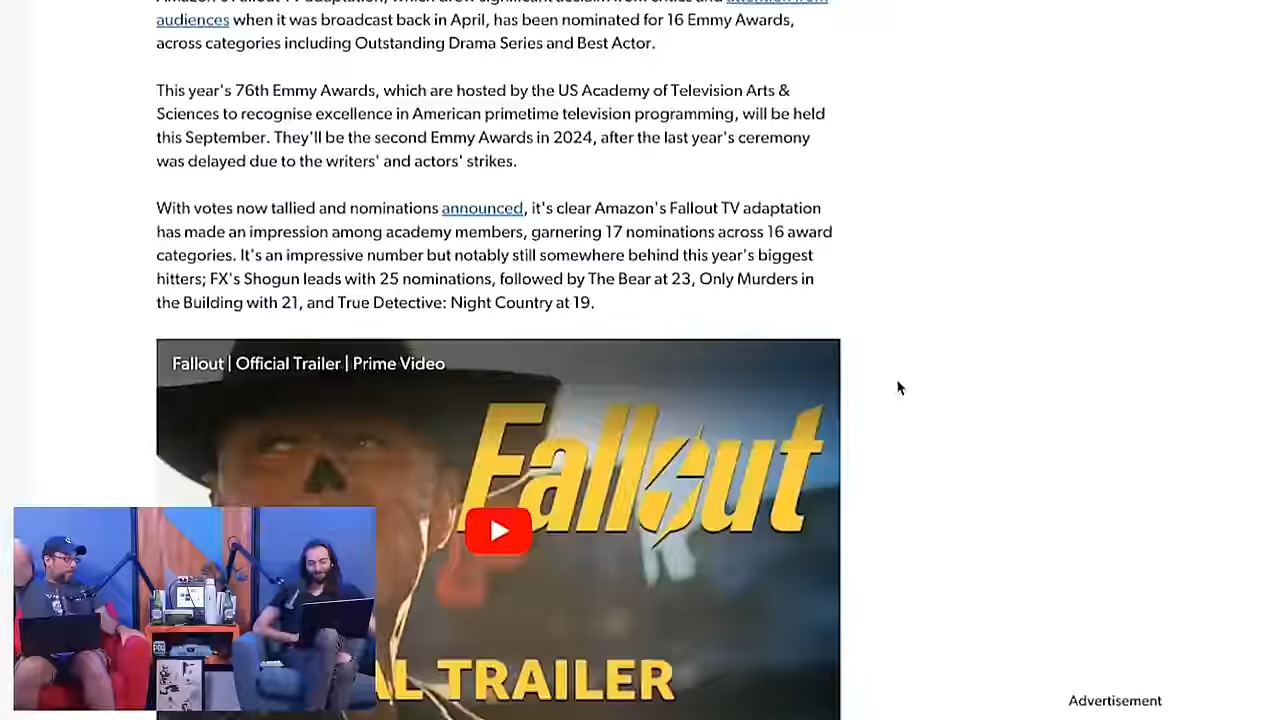 audiences when it was broadcast back in April, has been nominated for 16 Emmy Awards,
across categories including Outstanding Drama Series and Best Actor.
This year's 76th Emmy Awards, which are hosted by the US Academy of Television Arts &
Sciences to recognise excellence in American primetime television programming, will be held
this September. They'll be the second Emmy Awards in 2024, after the last year's ceremony
was delayed due to the writers' and actors' strikes.
With votes now tallied and nominations announced, it's clear Amazon's Fallout TV adaptation
has made an impression among academy members, garnering 17 nominations across 16 award
categories. It's an impressive number but notably still somewhere behind this year's biggest
hitters; FX's Shogun leads with 25 nominations, followed by The Bear at 23, Only Murders in
the Building with 21, and True Detective: Night Country at 19.
Fallout | Official Trailer | Prime Video
Fallout
AL TRAILER
Advertisement